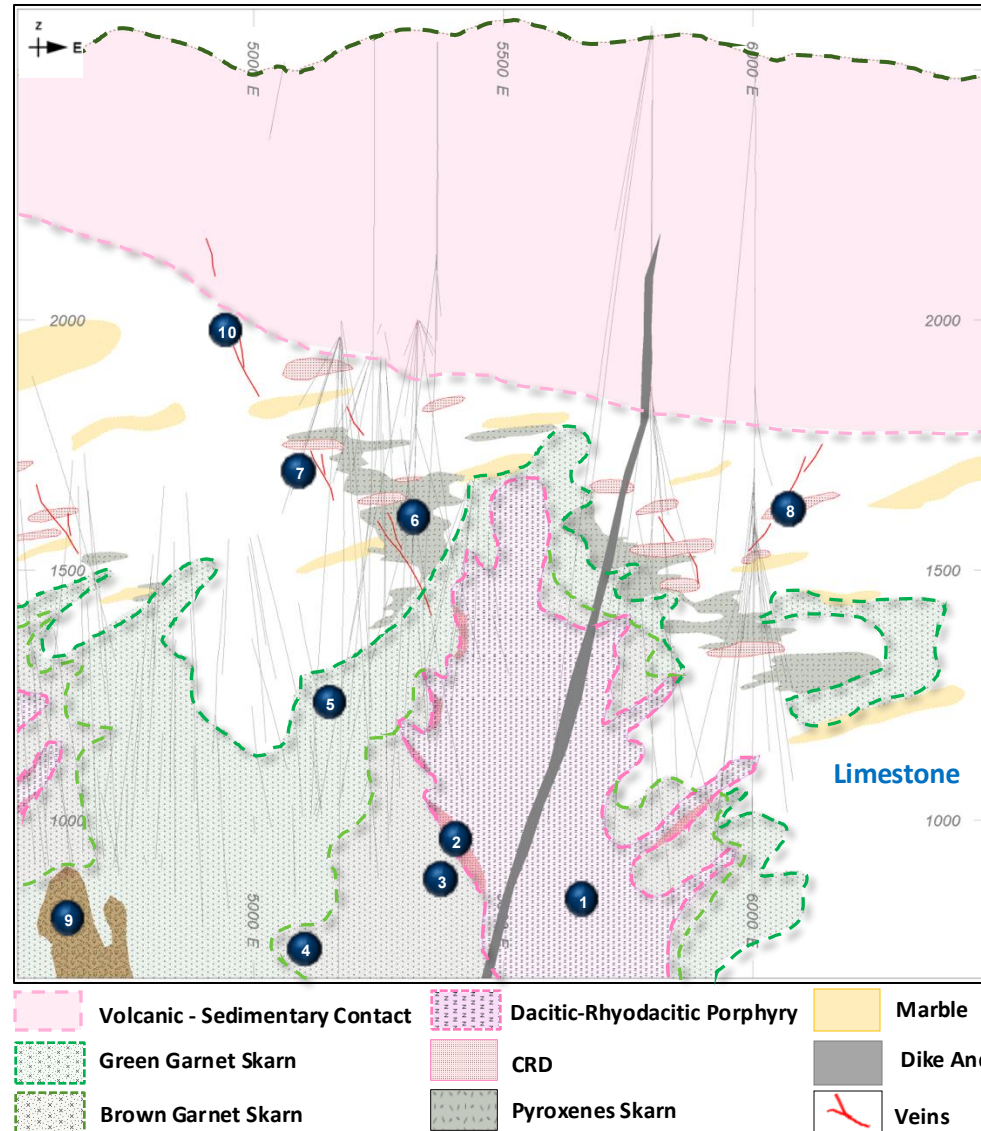 z
E
5000 E
5500 E
6000 E
2000
2000
10
7
6
8
1500
1500
5
Limestone
1000
1000
2
3
1
9
4
5000 E
6000 E
Volcanic - Sedimentary Contact
Dacitic-Rhyodacitic Porphyry
Marble
Green Garnet Skarn
CRD
Dike And
Brown Garnet Skarn
Pyroxenes Skarn
Veins